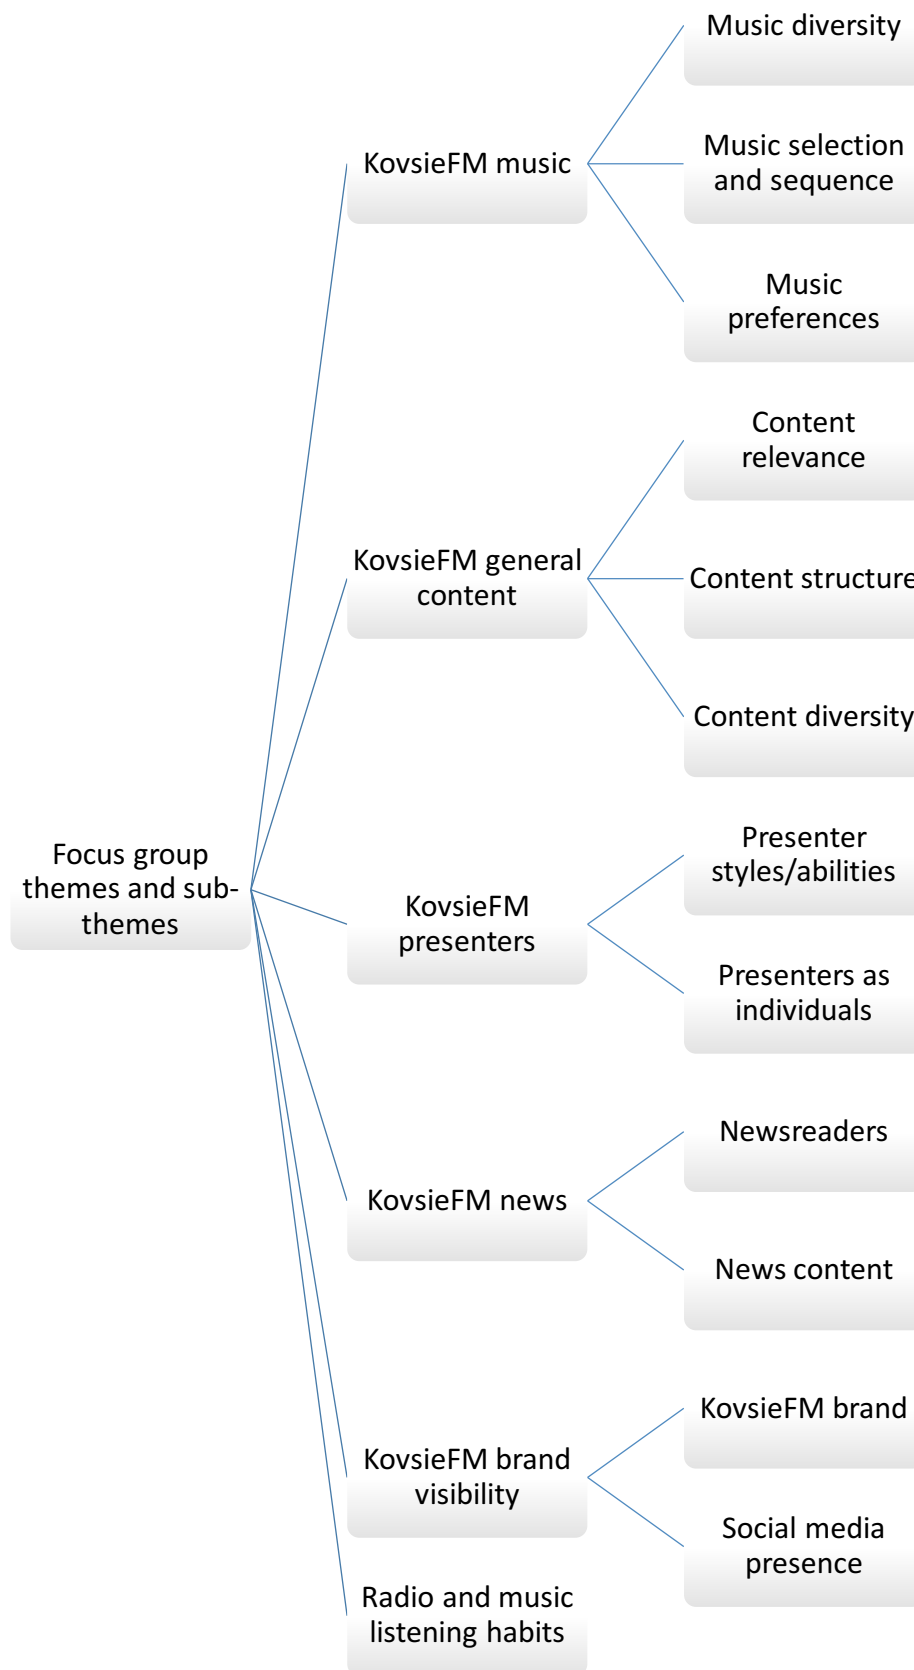 Focus group
themes and sub-
themes
KovsieFM music
Music diversity
Music selection
and sequence
Music
preferences
KovsieFM general
content
Content
relevance
Content structure
Content diversity
KovsieFM
presenters
Presenter
styles/abilities
Presenters as
individuals
KovsieFM news
Newsreaders
News content
KovsieFM brand
visibility
KovsieFM brand
Social media
presence
Radio and music
listening habits